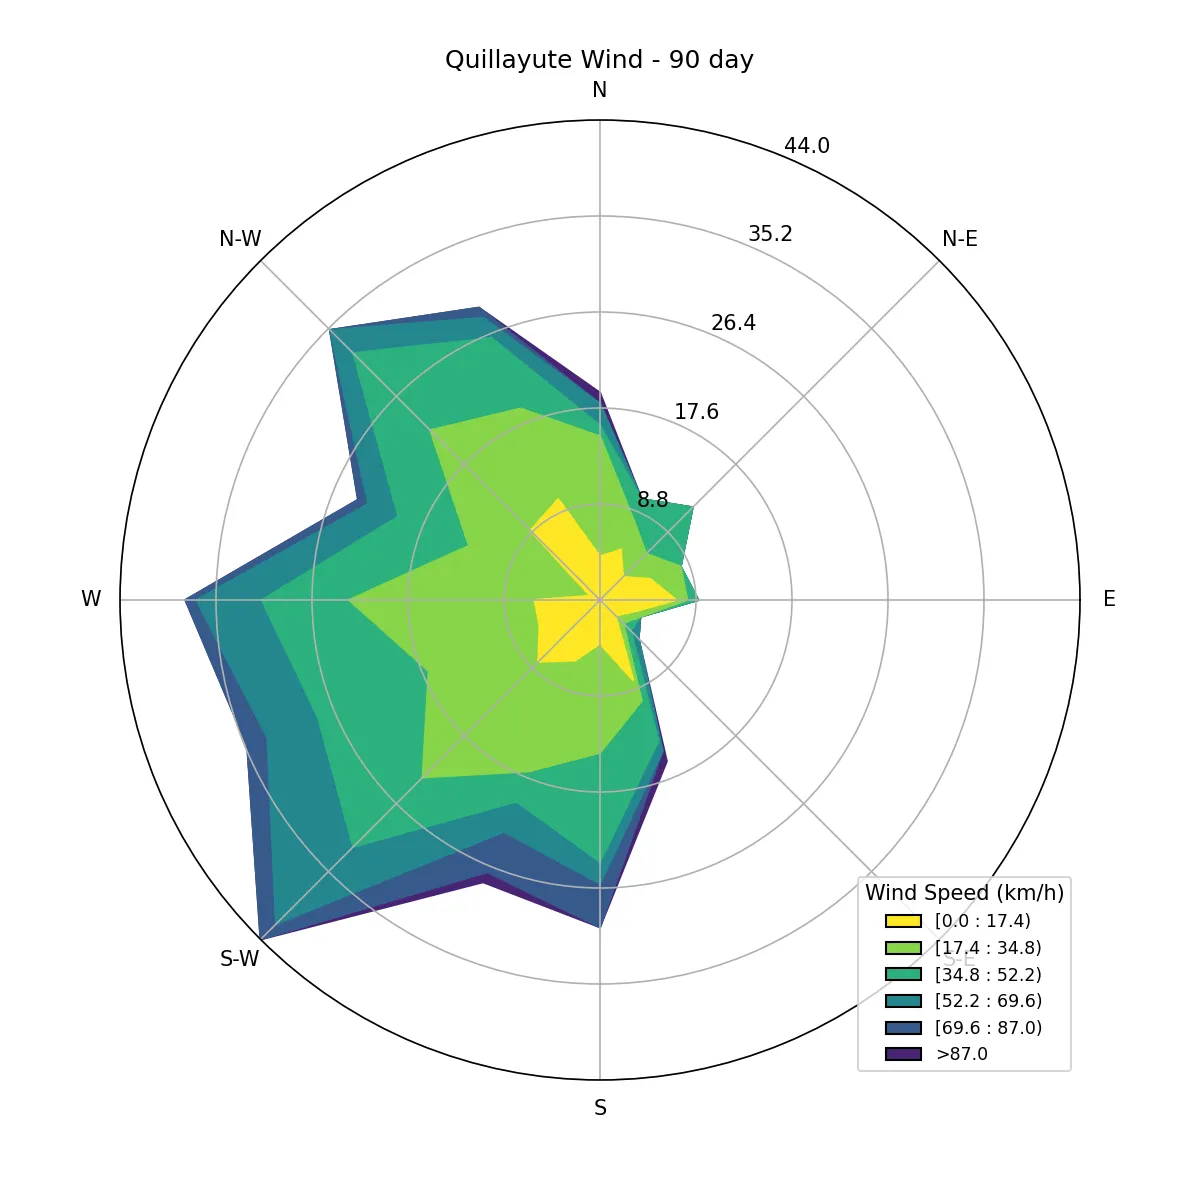 Quillayute Wind - 90 day
N
44.0
35.2
N-W
N-E
26.4
17.6
8.8
W
E
S-W
S-E
Wind Speed (km/h)
[0.0 : 17.4)
[17.4 : 34.8)
[34.8 : 52.2)
[52.2 : 69.6)
[69.6 : 87.0)
>87.0
S